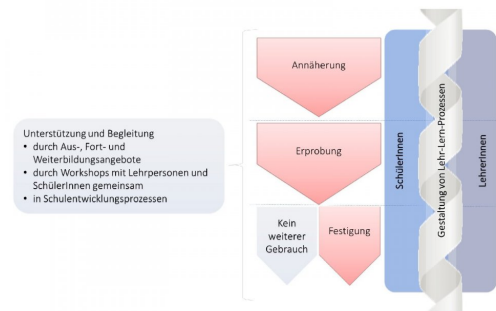 Unterstützung und Begleitung
• durch Aus-, Fort- und
Weiterbildungsangebote
• durch Workshops mit Lehrpersonen und
SchülerInnen gemeinsam
• in Schulentwicklungsprozessen
Annäherung
Erprobung
Kein
weiterer
Gebrauch
Festigung
SchülerInnen
Gestaltung von Lehr-Lern-Prozessen
LehrerInnen